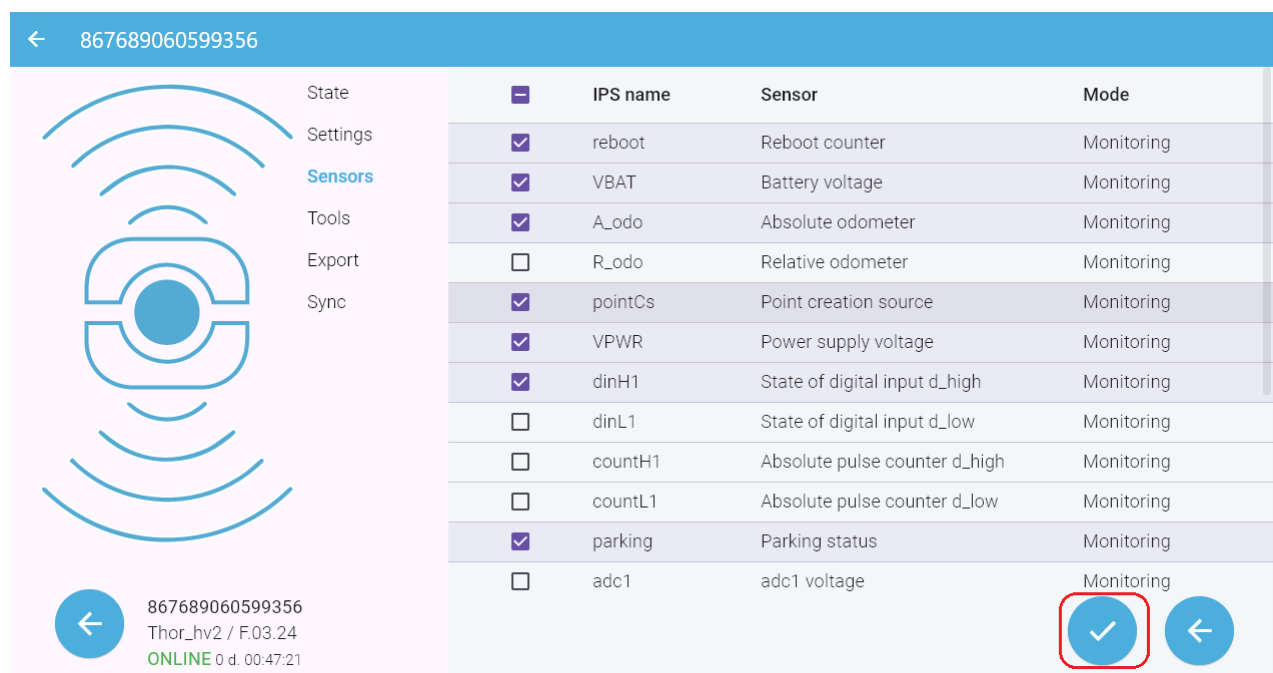 867689060599356
State
Settings
Sensors
Tools
Export
Sync
IPS name Sensor Mode
reboot Reboot counter Monitoring
VBAT Battery voltage Monitoring
A_odo Absolute odometer Monitoring
R_odo Relative odometer Monitoring
pointCs Point creation source Monitoring
VPWR Power supply voltage Monitoring
dinH1 State of digital input d_high Monitoring
dinL1 State of digital input d_low Monitoring
countH1 Absolute pulse counter d_high Monitoring
countL1 Absolute pulse counter d_low Monitoring
parking Parking status Monitoring
adc1 adc1 voltage Monitoring
867689060599356
Thor_hv2 / F.03.24
ONLINE 0 d. 00:47:21